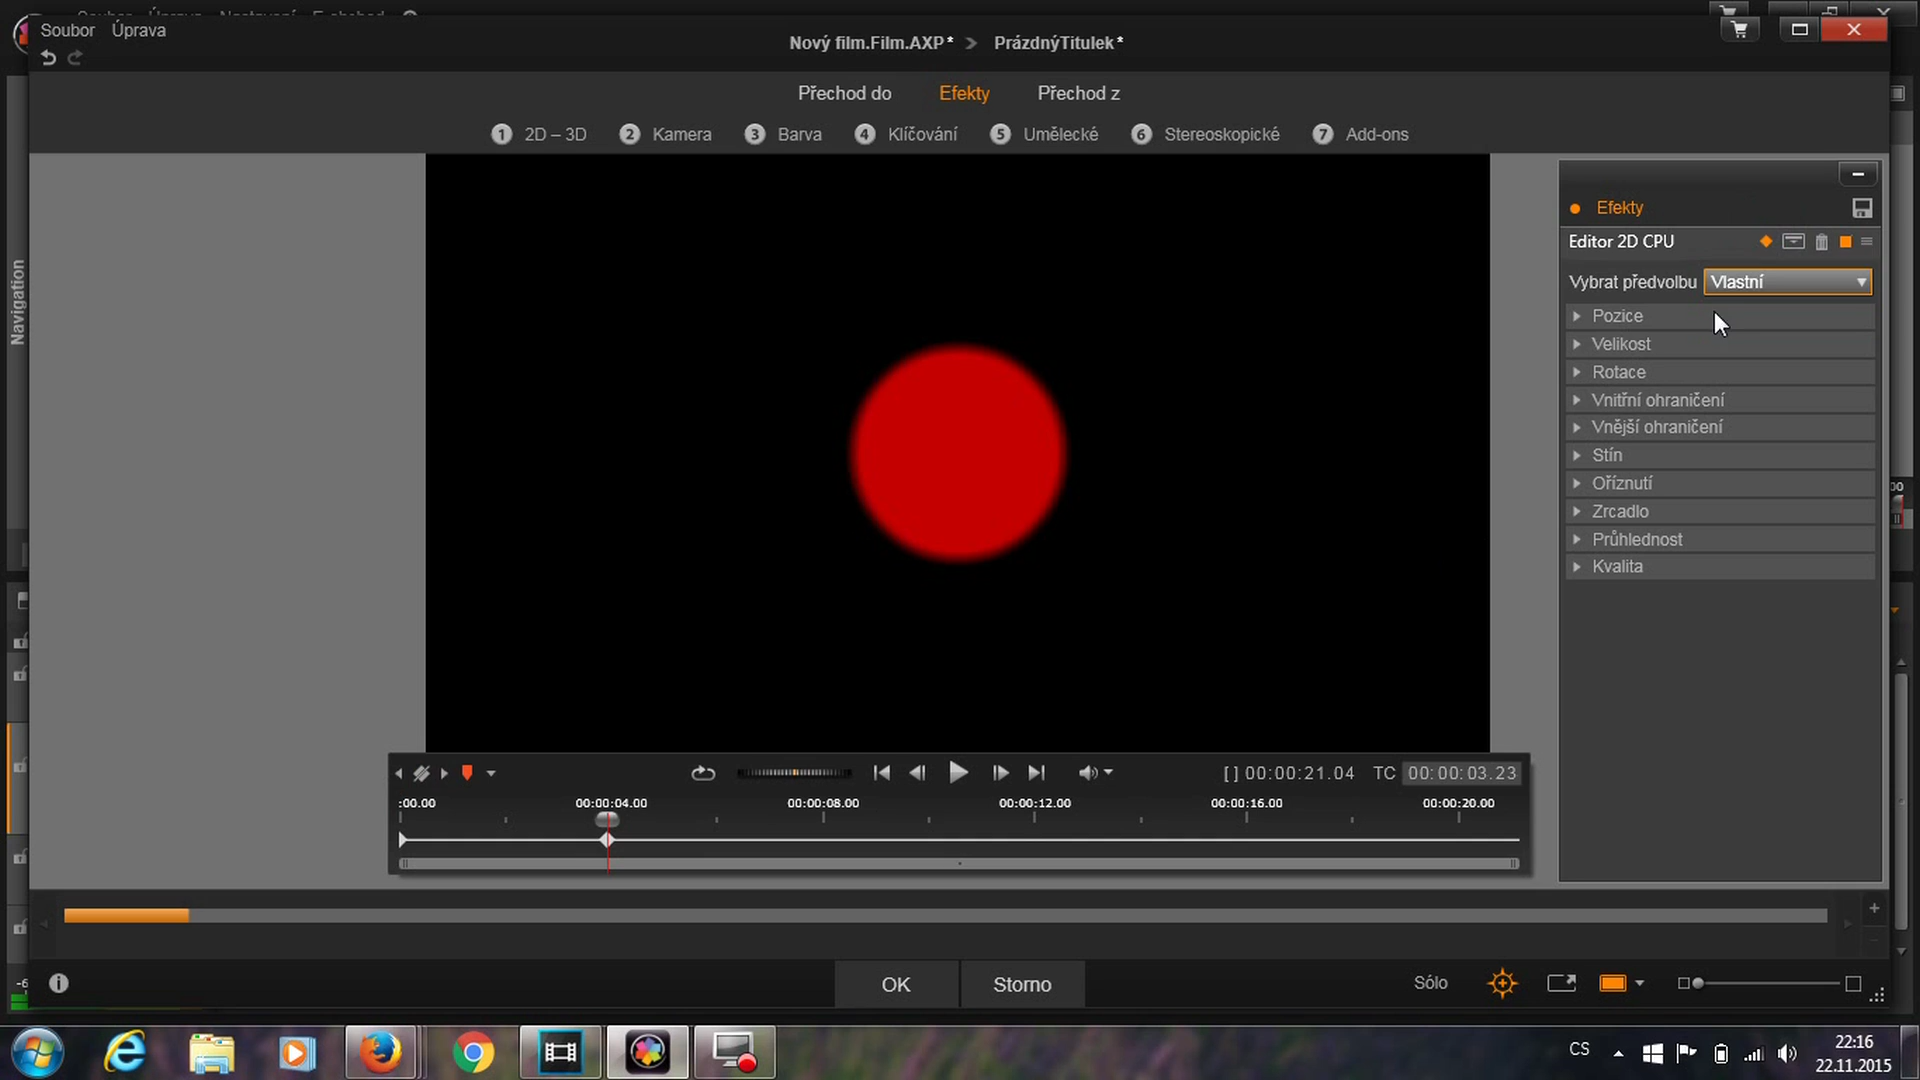 Soubor Úprava
Nový film.Film.AXP* > PrázdnýTitulek*
Přechod do Efekty Přechod z
1 2D – 3D 2 Kamera 3 Barva 4 Klíčování 5 Umělecké 6 Stereoskopické 7 Add-ons
Navigation
Efekty
Editor 2D CPU
Vybrat předvolbu Vlastní
Pozice
Velikost
Rotace
Vnitřní ohraničení
Vnější ohraničení
Stín
Oříznutí
Zrcadlo
Průhlednost
Kvalita
[ ] 00:00:21.04 TC 00:00:03.23
:00.00 00:00:04.00 00:00:08.00 00:00:12.00 00:00:16.00 00:00:20.00
OK Storno
Sólo
CS
22:16
22.11.2015